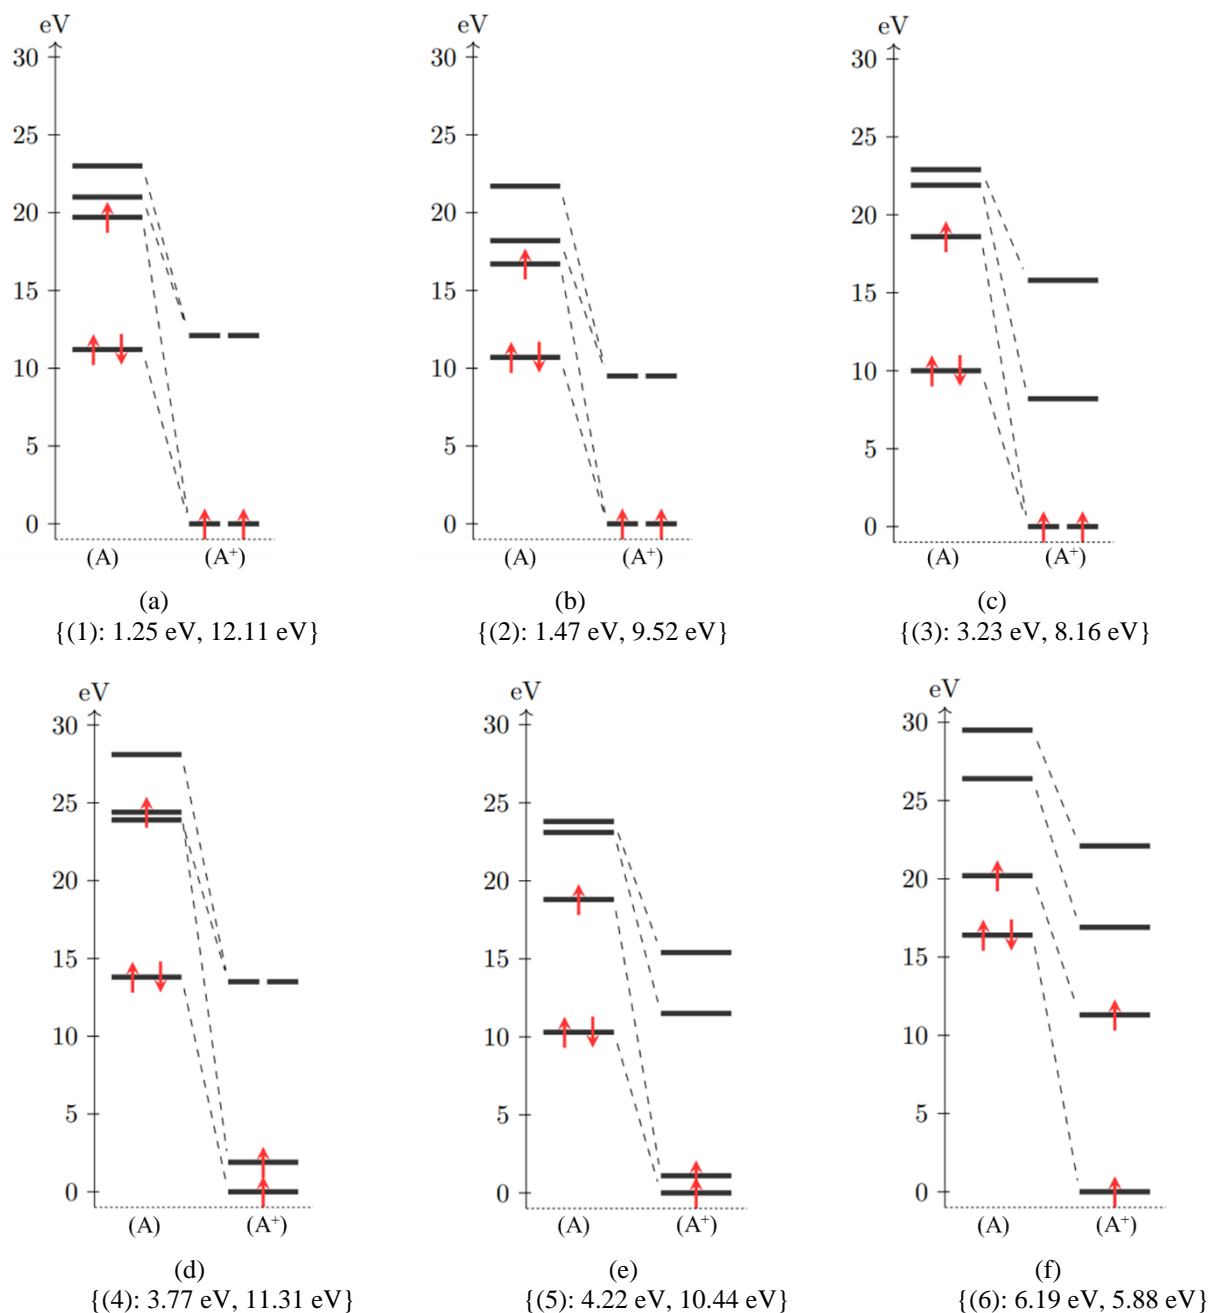 eV
30
25
20
15
10
5
0
(A) (A⁺)
(a)
{(1): 1.25 eV, 12.11 eV}
eV
30
25
20
15
10
5
0
(A) (A⁺)
(b)
{(2): 1.47 eV, 9.52 eV}
eV
30
25
20
15
10
5
0
(A) (A⁺)
(c)
{(3): 3.23 eV, 8.16 eV}
eV
30
25
20
15
10
5
0
(A) (A⁺)
(d)
{(4): 3.77 eV, 11.31 eV}
eV
30
25
20
15
10
5
0
(A) (A⁺)
(e)
{(5): 4.22 eV, 10.44 eV}
eV
30
25
20
15
10
5
0
(A) (A⁺)
(f)
{(6): 6.19 eV, 5.88 eV}